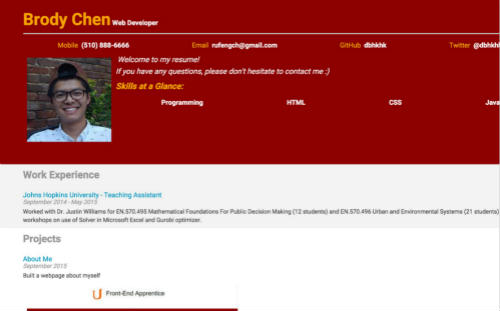 Brody Chen Web Developer
Mobile (510) 888-6666 Email rufengch@gmail.com GitHub dbhkhk Twitter @dbhkh
Welcome to my resume!
If you have any questions, please don't hesitate to contact me :)
Skills at a Glance:
Programming HTML CSS Java
Work Experience
Johns Hopkins University - Teaching Assistant
September 2014 - May 2015
Worked with Dr. Justin Williams for EN.570.495 Mathematical Foundations For Public Decision Making (12 students) and EN.570.496 Urban and Environmental Systems (21 students)
workshops on use of Solver in Microsoft Excel and Gurobi optimizer.
Projects
About Me
September 2015
Built a webpage about myself
Front-End Apprentice